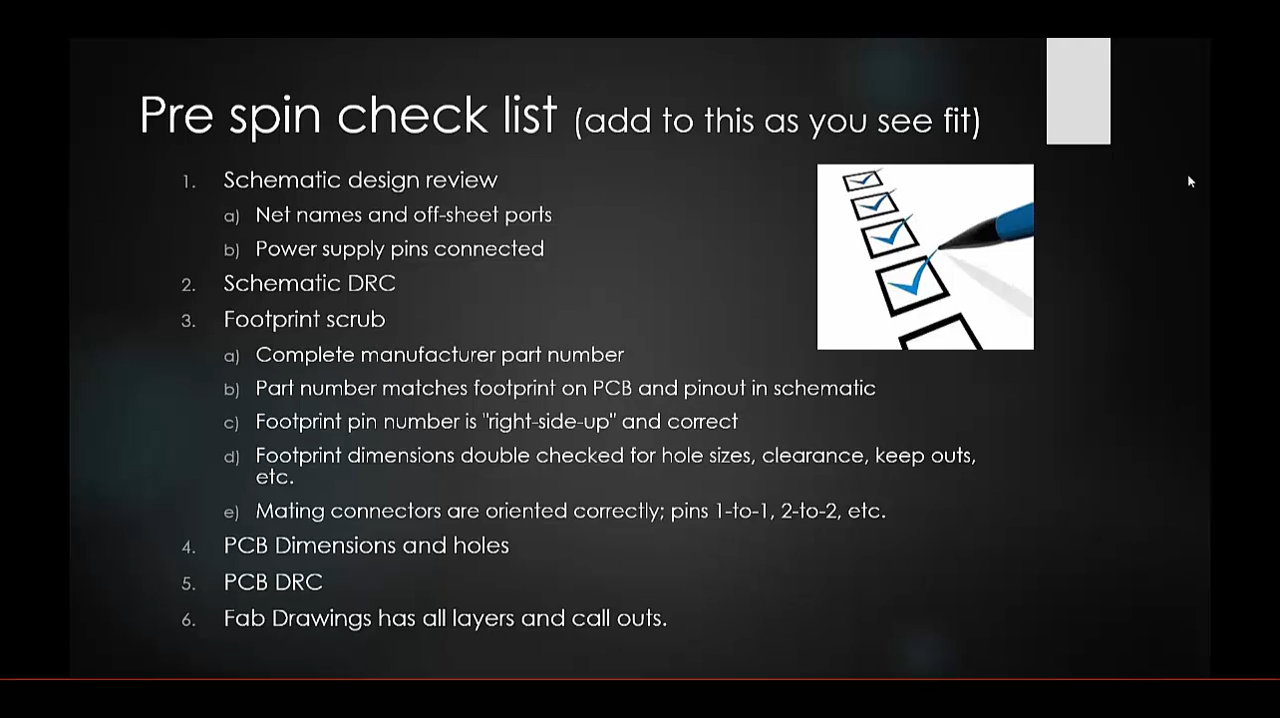 Pre spin check list (add to this as you see fit)
1. Schematic design review
a) Net names and off-sheet ports
b) Power supply pins connected
2. Schematic DRC
3. Footprint scrub
a) Complete manufacturer part number
b) Part number matches footprint on PCB and pinout in schematic
c) Footprint pin number is "right-side-up" and correct
d) Footprint dimensions double checked for hole sizes, clearance, keep outs,
etc.
e) Mating connectors are oriented correctly; pins 1-to-1, 2-to-2, etc.
4. PCB Dimensions and holes
5. PCB DRC
6. Fab Drawings has all layers and call outs.